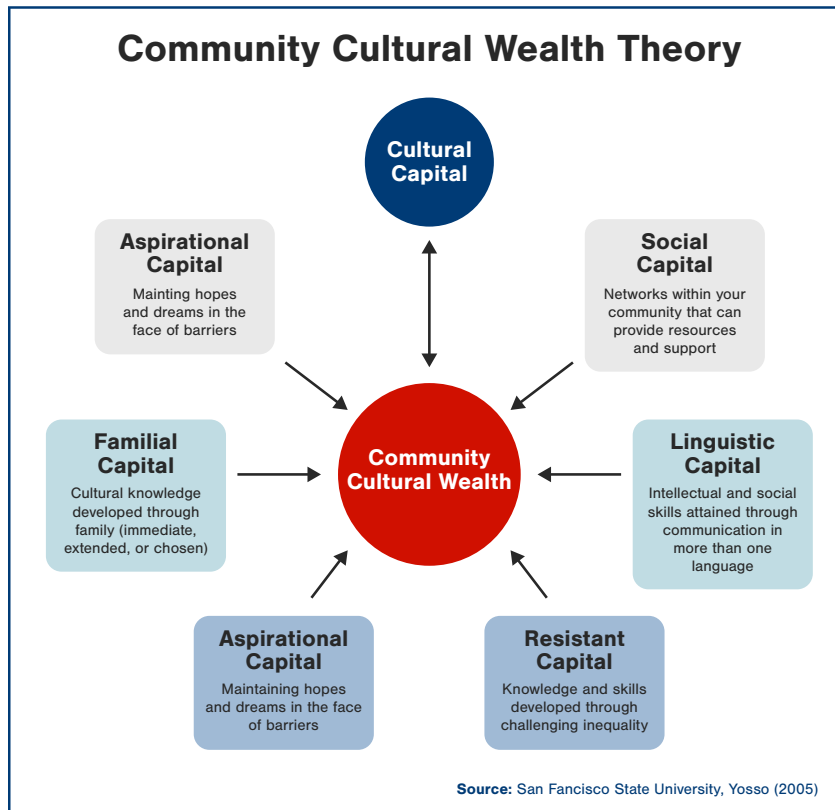 Community Cultural Wealth Theory
Cultural
Capital
Aspirational
Capital
Mainting hopes
and dreams in the
face of barriers
Social
Capital
Networks within your
community that can
provide resources
and support
Familial
Capital
Cultural knowledge
developed through
family (immediate,
extended, or chosen)
Community
Cultural Wealth
Linguistic
Capital
Intellectual and social
skills attained through
communication in
more than one
language
Aspirational
Capital
Maintaining hopes
and dreams in the face
of barriers
Resistant
Capital
Knowledge and skills
developed through
challenging inequality
Source: San Fancisco State University, Yosso (2005)